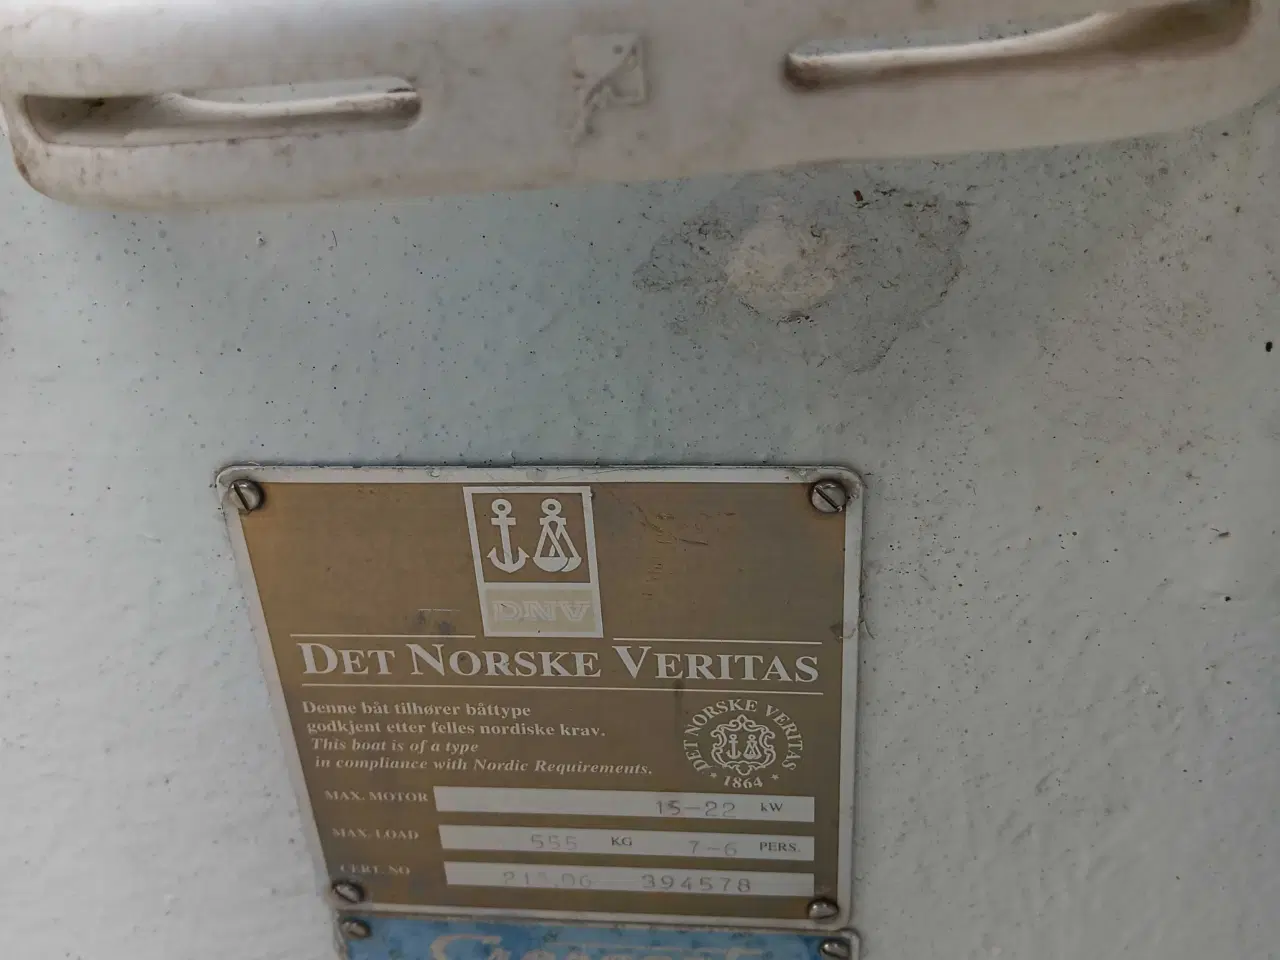 DNV
DET NORSKE VERITAS
Denne båt tilhører båttype
godkjent etter felles nordiske krav.
This boat is of a type
in compliance with Nordic Requirements.
DET NORSKE VERITAS
1864
MAX. MOTOR 15-22 kW
MAX. LOAD 555 KG 7-6 PERS.
CERT. NO 394578